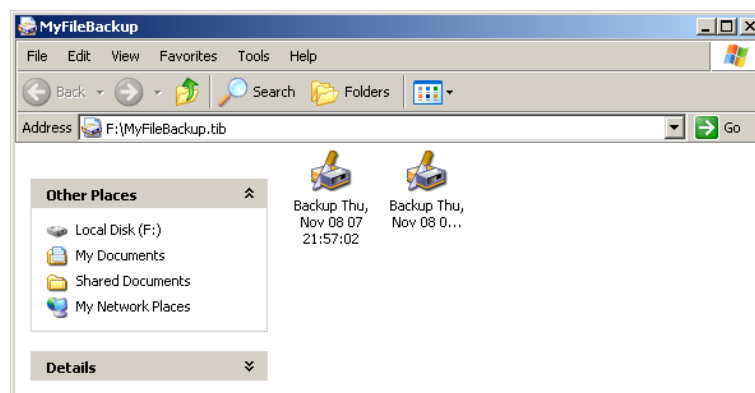 MyFileBackup
File Edit View Favorites Tools Help
Back Search Folders
Address F:\MyFileBackup.tib Go
Other Places
Local Disk (F:)
My Documents
Shared Documents
My Network Places
Details
Backup Thu,
Nov 08 07
21:57:02
Backup Thu,
Nov 08 0...